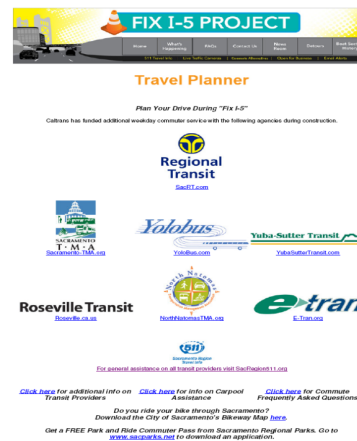 FIX I-5 PROJECT
Home What's Happening FAQs Contact Us News Room Detours
Travel Planner
Plan Your Drive During "Fix I-5"
Caltrans has funded additional weekday commuter service with the following agencies during construction.
Regional
Transit
SacRT.com
SACRAMENTO
T · M · A
Sacramento-TMA.org
Yolobus
YoloBus.com
Yuba-Sutter Transit
YubaSutterTransit.com
Roseville Transit
Roseville.ca.us
North Natomas
NorthNatomasTMA.org
e-tran
E-Tran.org
511
Sacramento Region
Travel Info
For general assistance on all transit providers visit SacRegion511.org
Click here for additional info on Transit Providers
Click here for info on Carpool Assistance
Click here for Commute Frequently Asked Questions
Do you ride your bike through Sacramento?
Download the City of Sacramento's Bikeway Map here.
Get a FREE Park and Ride Commuter Pass from Sacramento Regional Parks. Go to
www.sacparks.net to download an application.